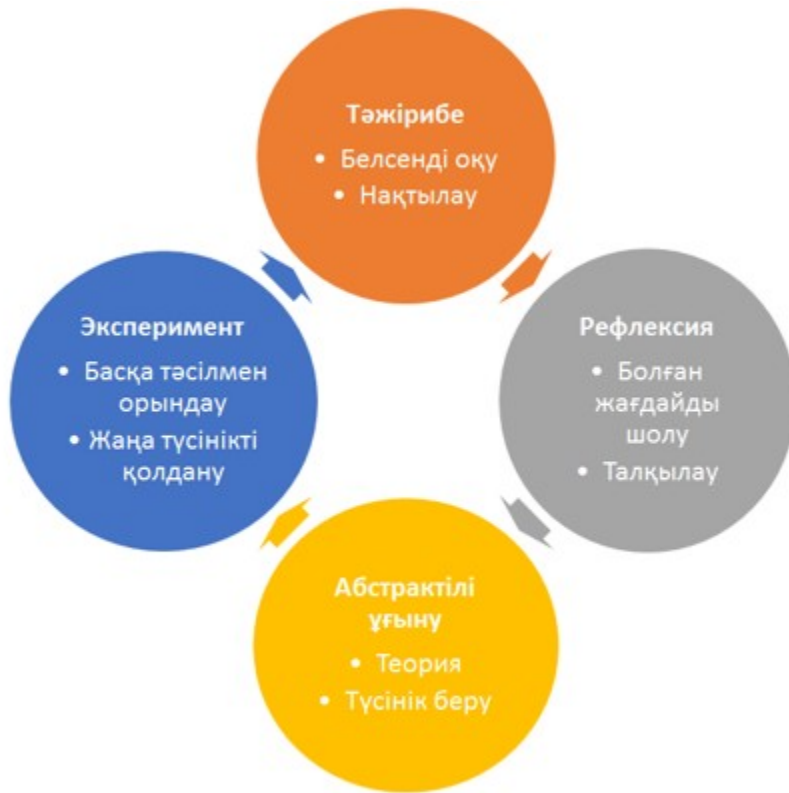 Тәжірибе
• Белсенді оқу
• Нақтылау
Рефлексия
• Болған
жағдайды
шолу
• Талқылау
Абстрактілі
ұғыну
• Теория
• Түсінік беру
Эксперимент
• Басқа тәсілмен
орындау
• Жаңа түсінікті
қолдану